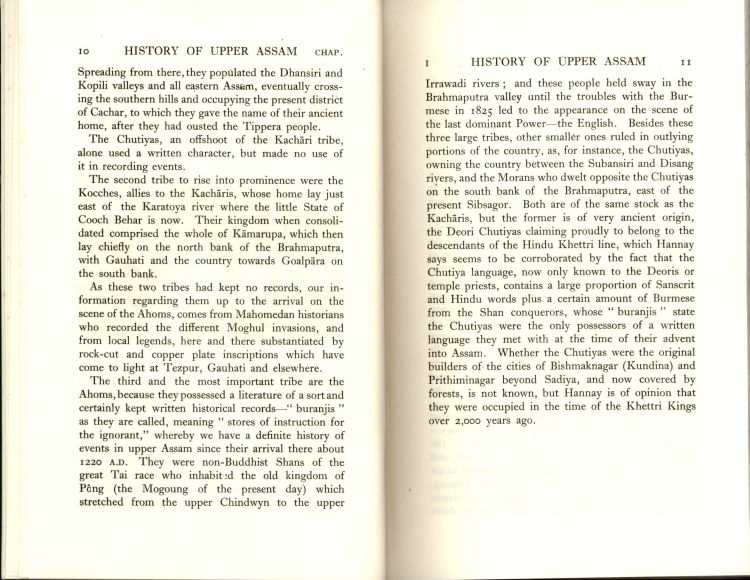 10 HISTORY OF UPPER ASSAM CHAP.
Spreading from there, they populated the Dhansiri and
Kopili valleys and all eastern Assam, eventually cross-
ing the southern hills and occupying the present district
of Cachar, to which they gave the name of their ancient
home, after they had ousted the Tippera people.
The Chutiyas, an offshoot of the Kachāri tribe,
alone used a written character, but made no use of
it in recording events.
The second tribe to rise into prominence were the
Kocches, allies to the Kachāris, whose home lay just
east of the Karatoya river where the little State of
Cooch Behar is now. Their kingdom when consoli-
dated comprised the whole of Kāmarupa, which then
lay chiefly on the north bank of the Brahmaputra,
with Gauhati and the country towards Goalpāra on
the south bank.
As these two tribes had kept no records, our in-
formation regarding them up to the arrival on the
scene of the Ahoms, comes from Mahomedan historians
who recorded the different Moghul invasions, and
from local legends, here and there substantiated by
rock-cut and copper plate inscriptions which have
come to light at Tezpur, Gauhati and elsewhere.
The third and the most important tribe are the
Ahoms, because they possessed a literature of a sort and
certainly kept written historical records—“ buranjis ”
as they are called, meaning “ stores of instruction for
the ignorant,” whereby we have a definite history of
events in upper Assam since their arrival there about
1220 A.D. They were non-Buddhist Shans of the
great Tai race who inhabited the old kingdom of
Pêng (the Mogoung of the present day) which
stretched from the upper Chindwyn to the upper
I HISTORY OF UPPER ASSAM 11
Irrawadi rivers ; and these people held sway in the
Brahmaputra valley until the troubles with the Bur-
mese in 1825 led to the appearance on the scene of
the last dominant Power—the English. Besides these
three large tribes, other smaller ones ruled in outlying
portions of the country, as, for instance, the Chutiyas,
owning the country between the Subansiri and Disang
rivers, and the Morans who dwelt opposite the Chutiyas
on the south bank of the Brahmaputra, east of the
present Sibsagor. Both are of the same stock as the
Kachāris, but the former is of very ancient origin,
the Deori Chutiyas claiming proudly to belong to the
descendants of the Hindu Khettri line, which Hannay
says seems to be corroborated by the fact that the
Chutiya language, now only known to the Deoris or
temple priests, contains a large proportion of Sanscrit
and Hindu words plus a certain amount of Burmese
from the Shan conquerors, whose “ buranjis ” state
the Chutiyas were the only possessors of a written
language they met with at the time of their advent
into Assam. Whether the Chutiyas were the original
builders of the cities of Bishmaknagar (Kundina) and
Prithiminagar beyond Sadiya, and now covered by
forests, is not known, but Hannay is of opinion that
they were occupied in the time of the Khettri Kings
over 2,000 years ago.